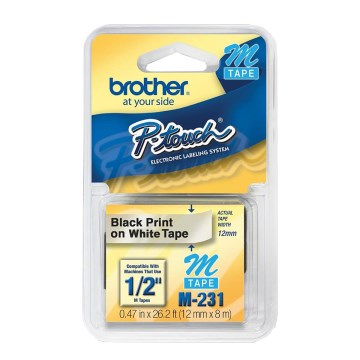 M
TAPE
brother
at your side
P-touch
ELECTRONIC LABELING SYSTEM
Black Print
on White Tape
ACTUAL
TAPE
WIDTH
12mm
Compatible With
Machines That Use
1/2"
M Tapes
M
TAPE
M-231
0.47 in x 26.2 ft (12 mm x 8 m)